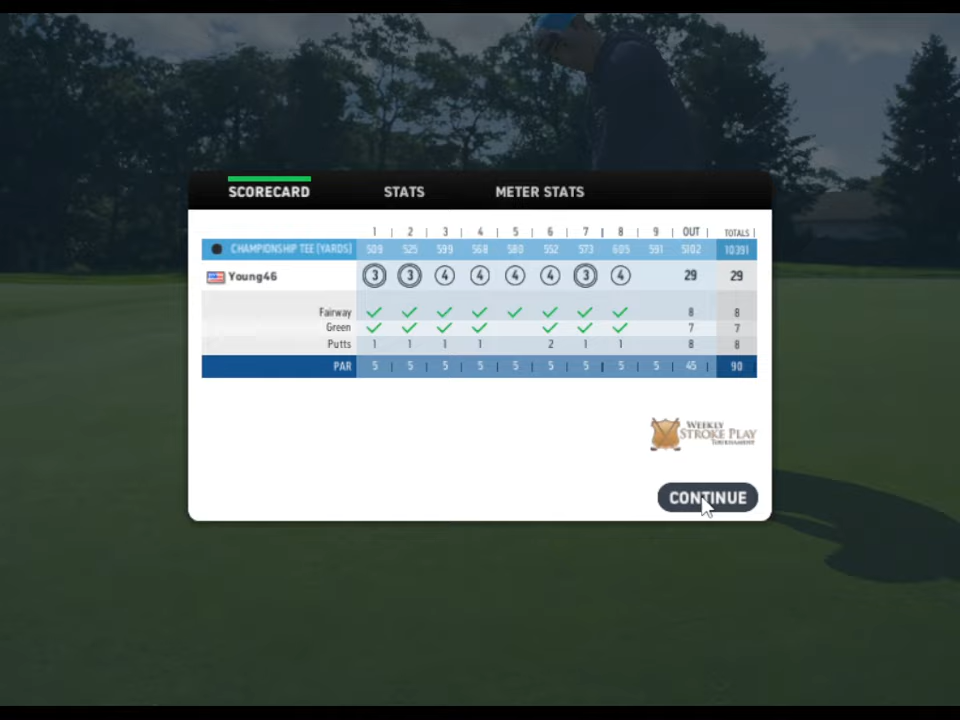 SCORECARD STATS METER STATS
1 | 2 | 3 | 4 | 5 | 6 | 7 | 8 | 9 | OUT | TOTALS |
CHAMPIONSHIP TEE (YARDS) 509 525 599 568 580 552 573 605 591 5102 10391
Young46 3 3 4 4 4 4 3 4 29 29
Fairway 8 8
Green 7 7
Putts 1 1 1 1 2 1 1 8 8
PAR 5 | 5 | 5 | 5 | 5 | 5 | 5 | 5 | 5 | 45 | 90
WEEKLY
STROKE PLAY
TOURNAMENT
CONTINUE